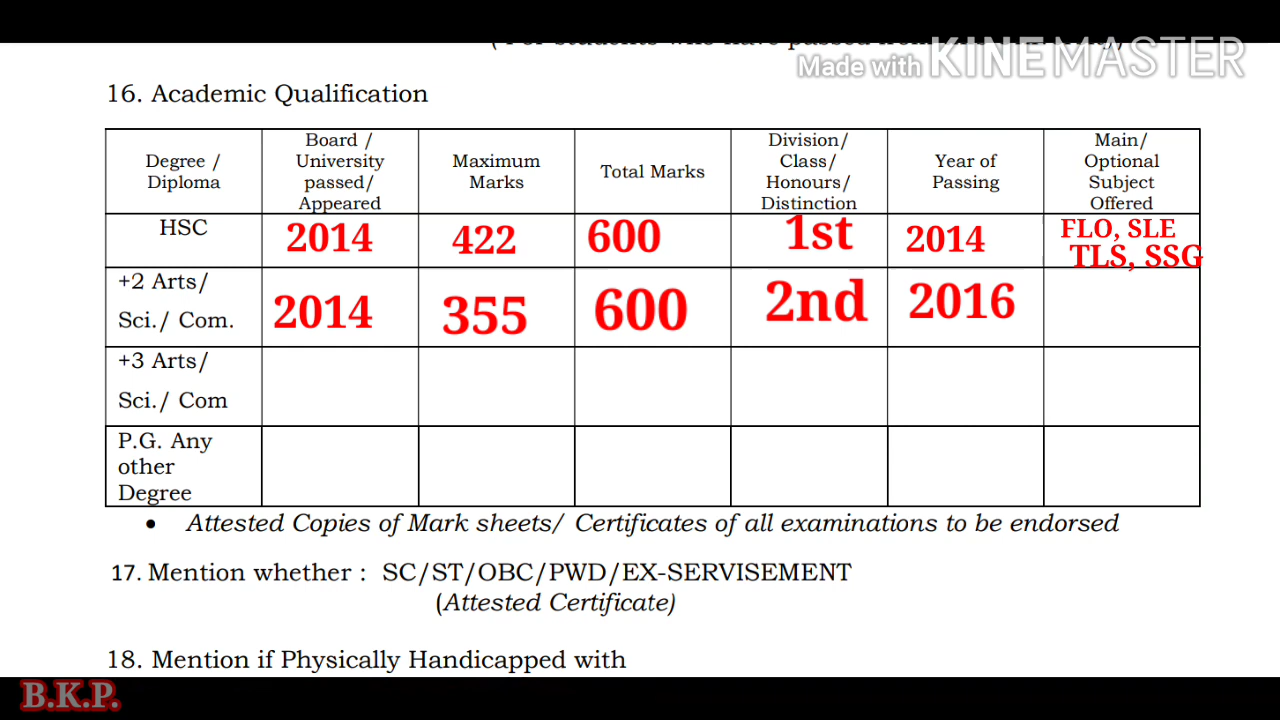 Made with KINEMASTER
16. Academic Qualification
Degree / Diploma Board / University passed/ Appeared Maximum Marks Total Marks Division/ Class/ Honours/ Distinction Year of Passing Main/ Optional Subject Offered
HSC 2014 422 600 1st 2014 FLO, SLE
TLS, SSG
+2 Arts/
Sci./ Com. 2014 355 600 2nd 2016
+3 Arts/
Sci./ Com
P.G. Any
other
Degree
• Attested Copies of Mark sheets/ Certificates of all examinations to be endorsed
17. Mention whether : SC/ST/OBC/PWD/EX-SERVISEMENT
(Attested Certificate)
18. Mention if Physically Handicapped with
B.K.P.